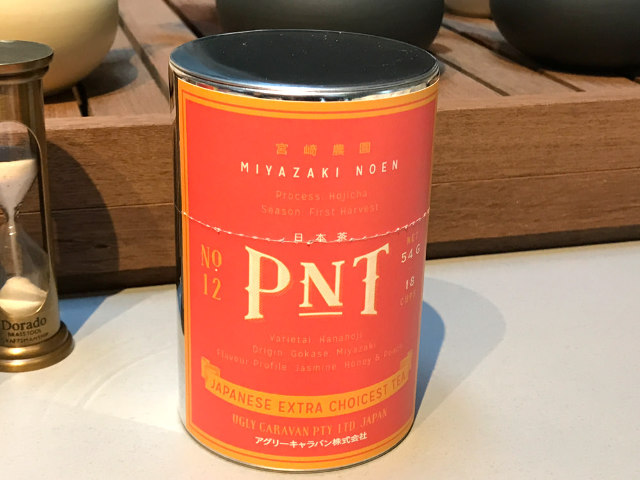 宮崎農園
MIYAZAKI NOEN
Process: Hojicha
Season: First Harvest
日本茶
No 12
PNT
NET 54 G
18 CUPS
Varietal: Hanahoji
Origin: Gokase, Miyazaki
Flavour Profile: Jasmine, Honey &
JAPANESE EXTRA CHOICEST TEA
UGLY CARAVAN PTY LTD JAPAN
アグリーキャラバン株式会社
Dorado